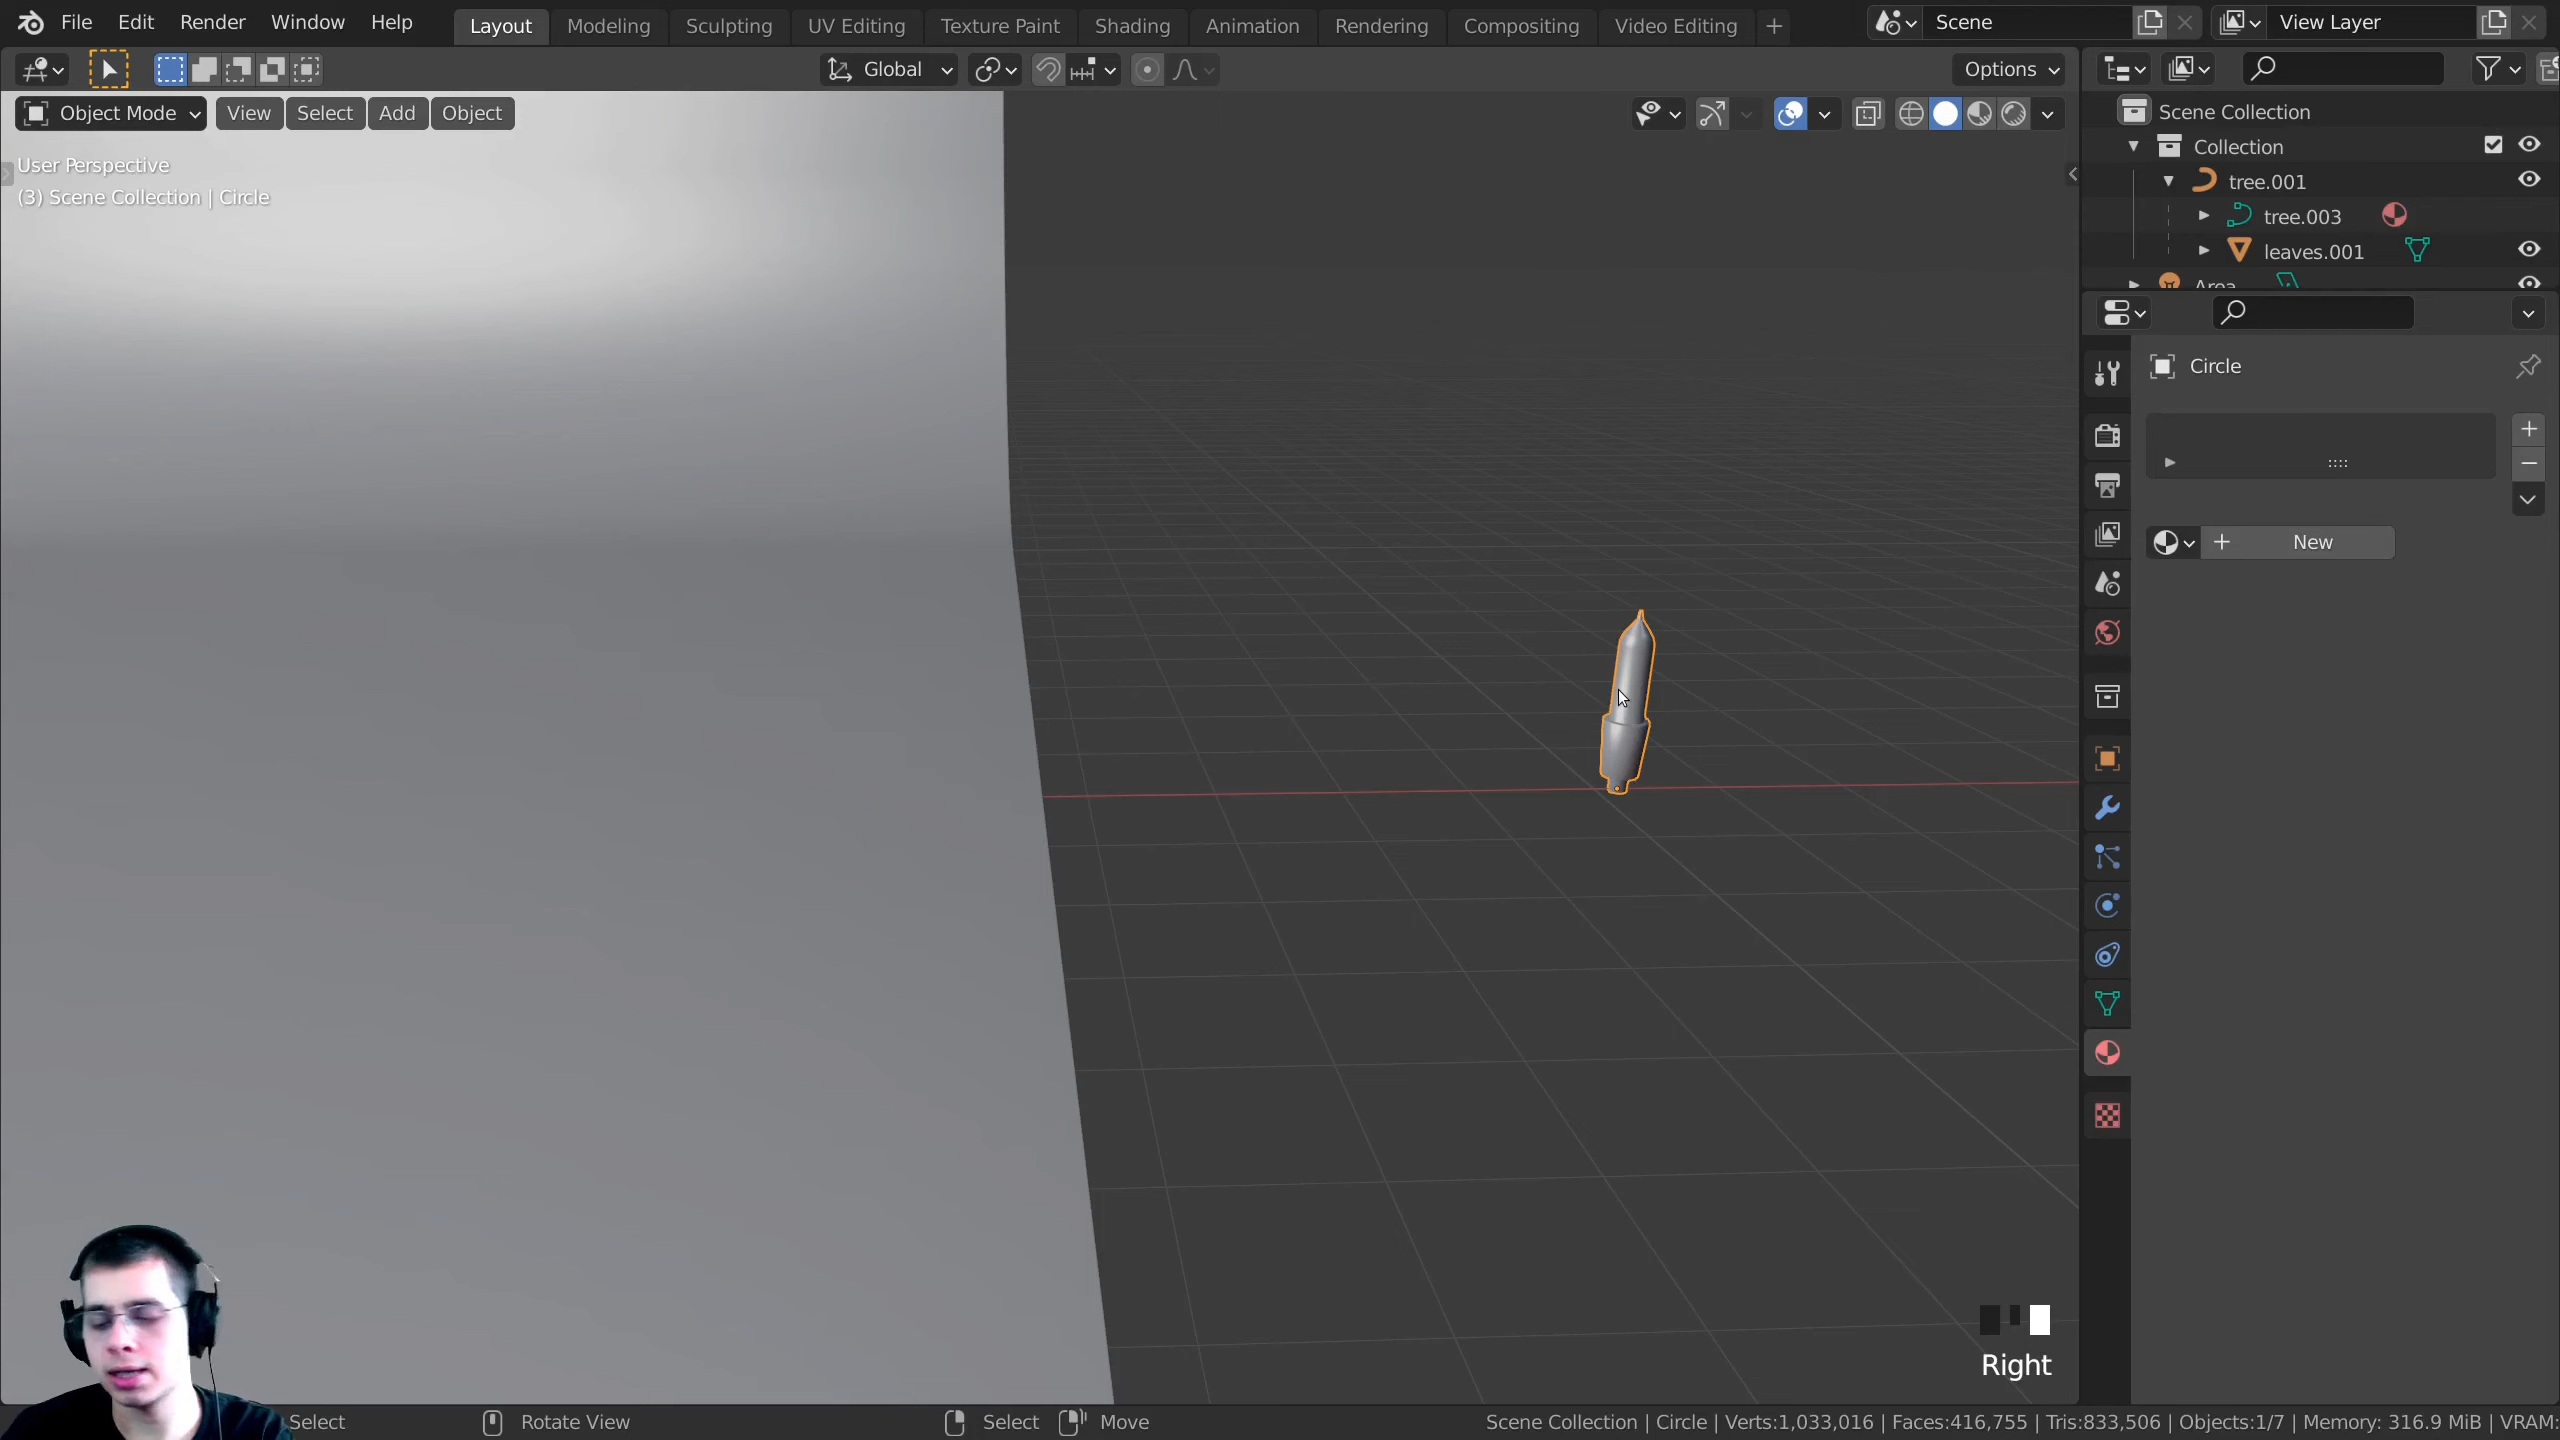 File Edit Render Window Help Layout Modeling Sculpting UV Editing Texture Paint Shading Animation Rendering Compositing Video Editing + Scene View Layer
Global Options
Object Mode View Select Add Object
User Perspective
(3) Scene Collection | Circle
Scene Collection
Collection
tree.001
tree.003
leaves.001
Area
Circle
New
Right
Select Rotate View Select Move Scene Collection | Circle | Verts:1,033,016 | Faces:416,755 | Tris:833,506 | Objects:1/7 | Memory: 316.9 MiB | VRAM: